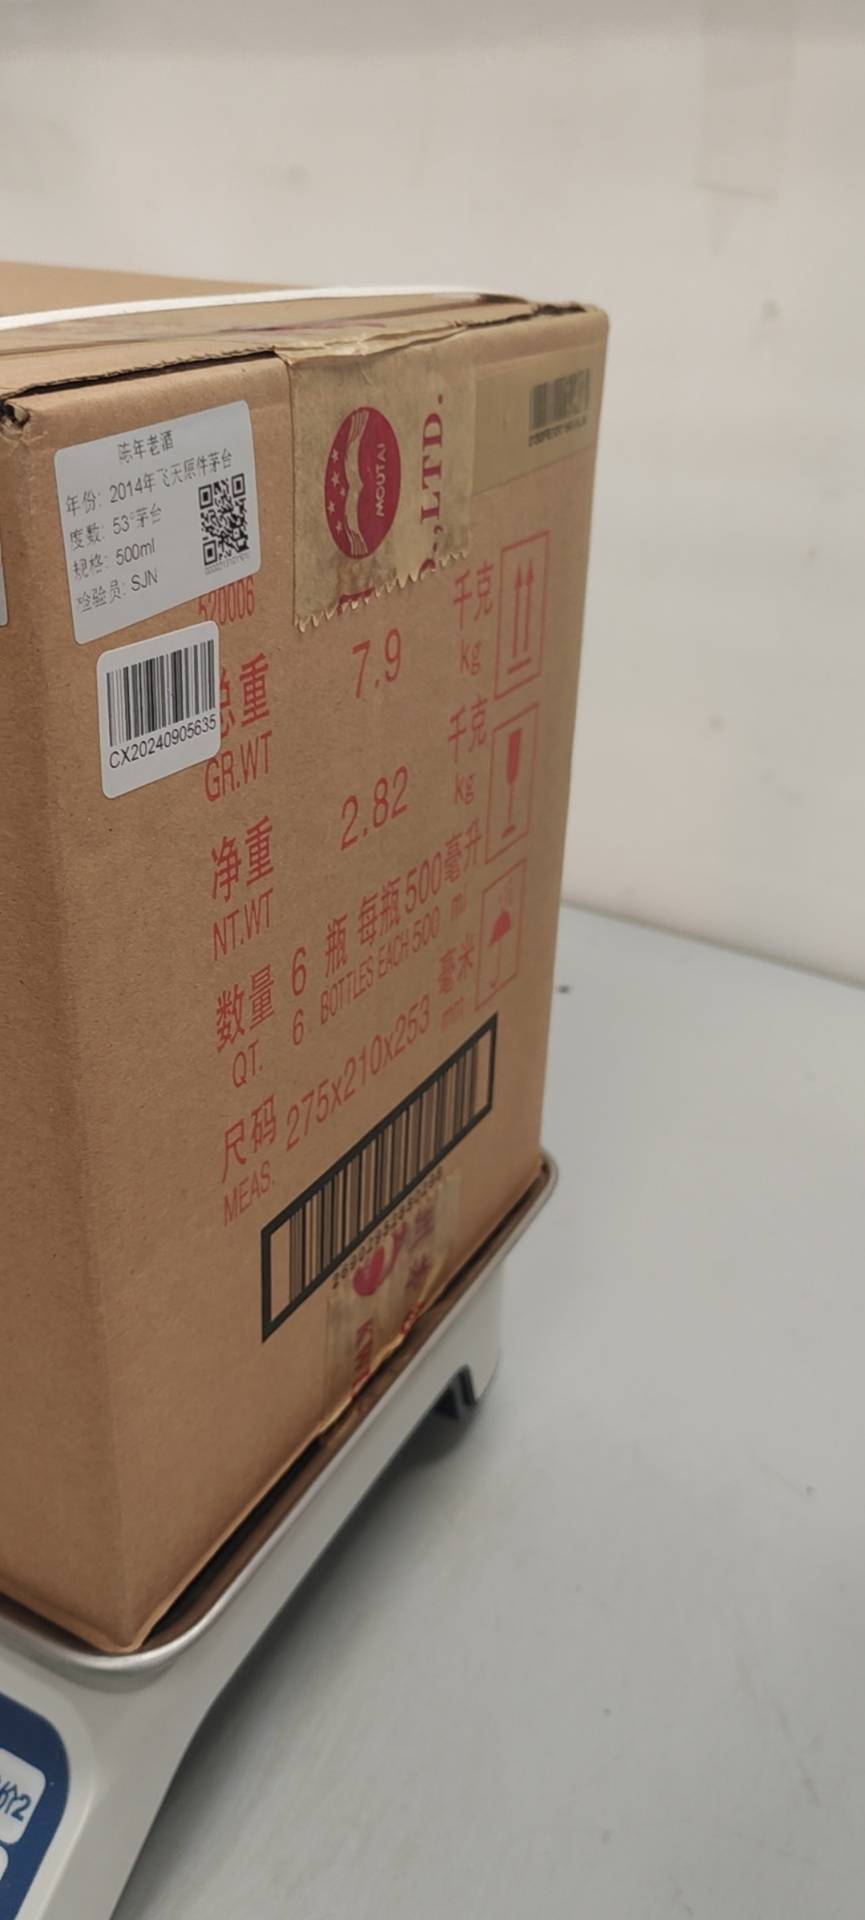 陈年老酒
年份: 2014年飞天原件茅台
度数: 53°茅台
规格: 500ml
检验员: SJN
MOUTAI
.,LTD.
520006
CX20240905635
总重 7.9 千克
GR.WT kg
净重 2.82 千克
NT.WT kg
数量 6 瓶 每瓶500毫升
QT. 6 BOTTLES EACH 500 ml
尺码 275x210x253 毫米
MEAS. mm